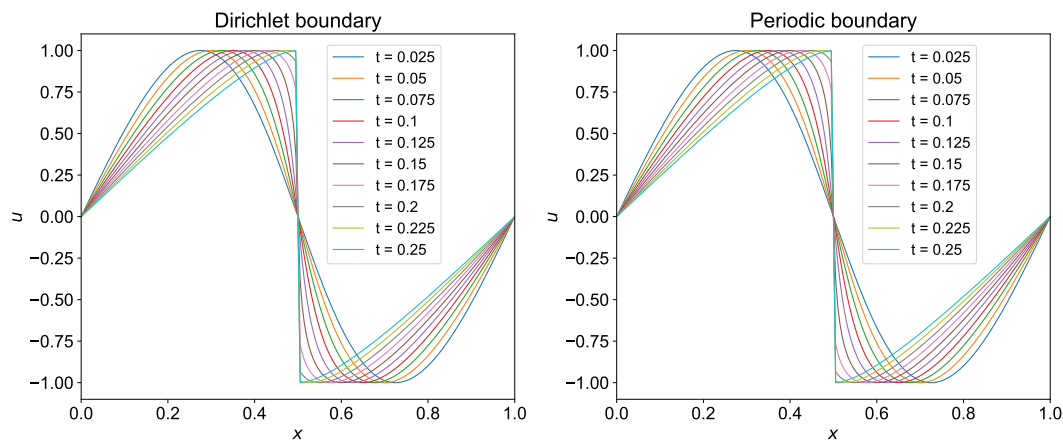 Dirichlet boundary
1.00
0.75
0.50
0.25
0.00
−0.25
−0.50
−0.75
−1.00
u
0.0 0.2 0.4 0.6 0.8 1.0
x
t = 0.025
t = 0.05
t = 0.075
t = 0.1
t = 0.125
t = 0.15
t = 0.175
t = 0.2
t = 0.225
t = 0.25
Periodic boundary
1.00
0.75
0.50
0.25
0.00
−0.25
−0.50
−0.75
−1.00
u
0.0 0.2 0.4 0.6 0.8 1.0
x
t = 0.025
t = 0.05
t = 0.075
t = 0.1
t = 0.125
t = 0.15
t = 0.175
t = 0.2
t = 0.225
t = 0.25